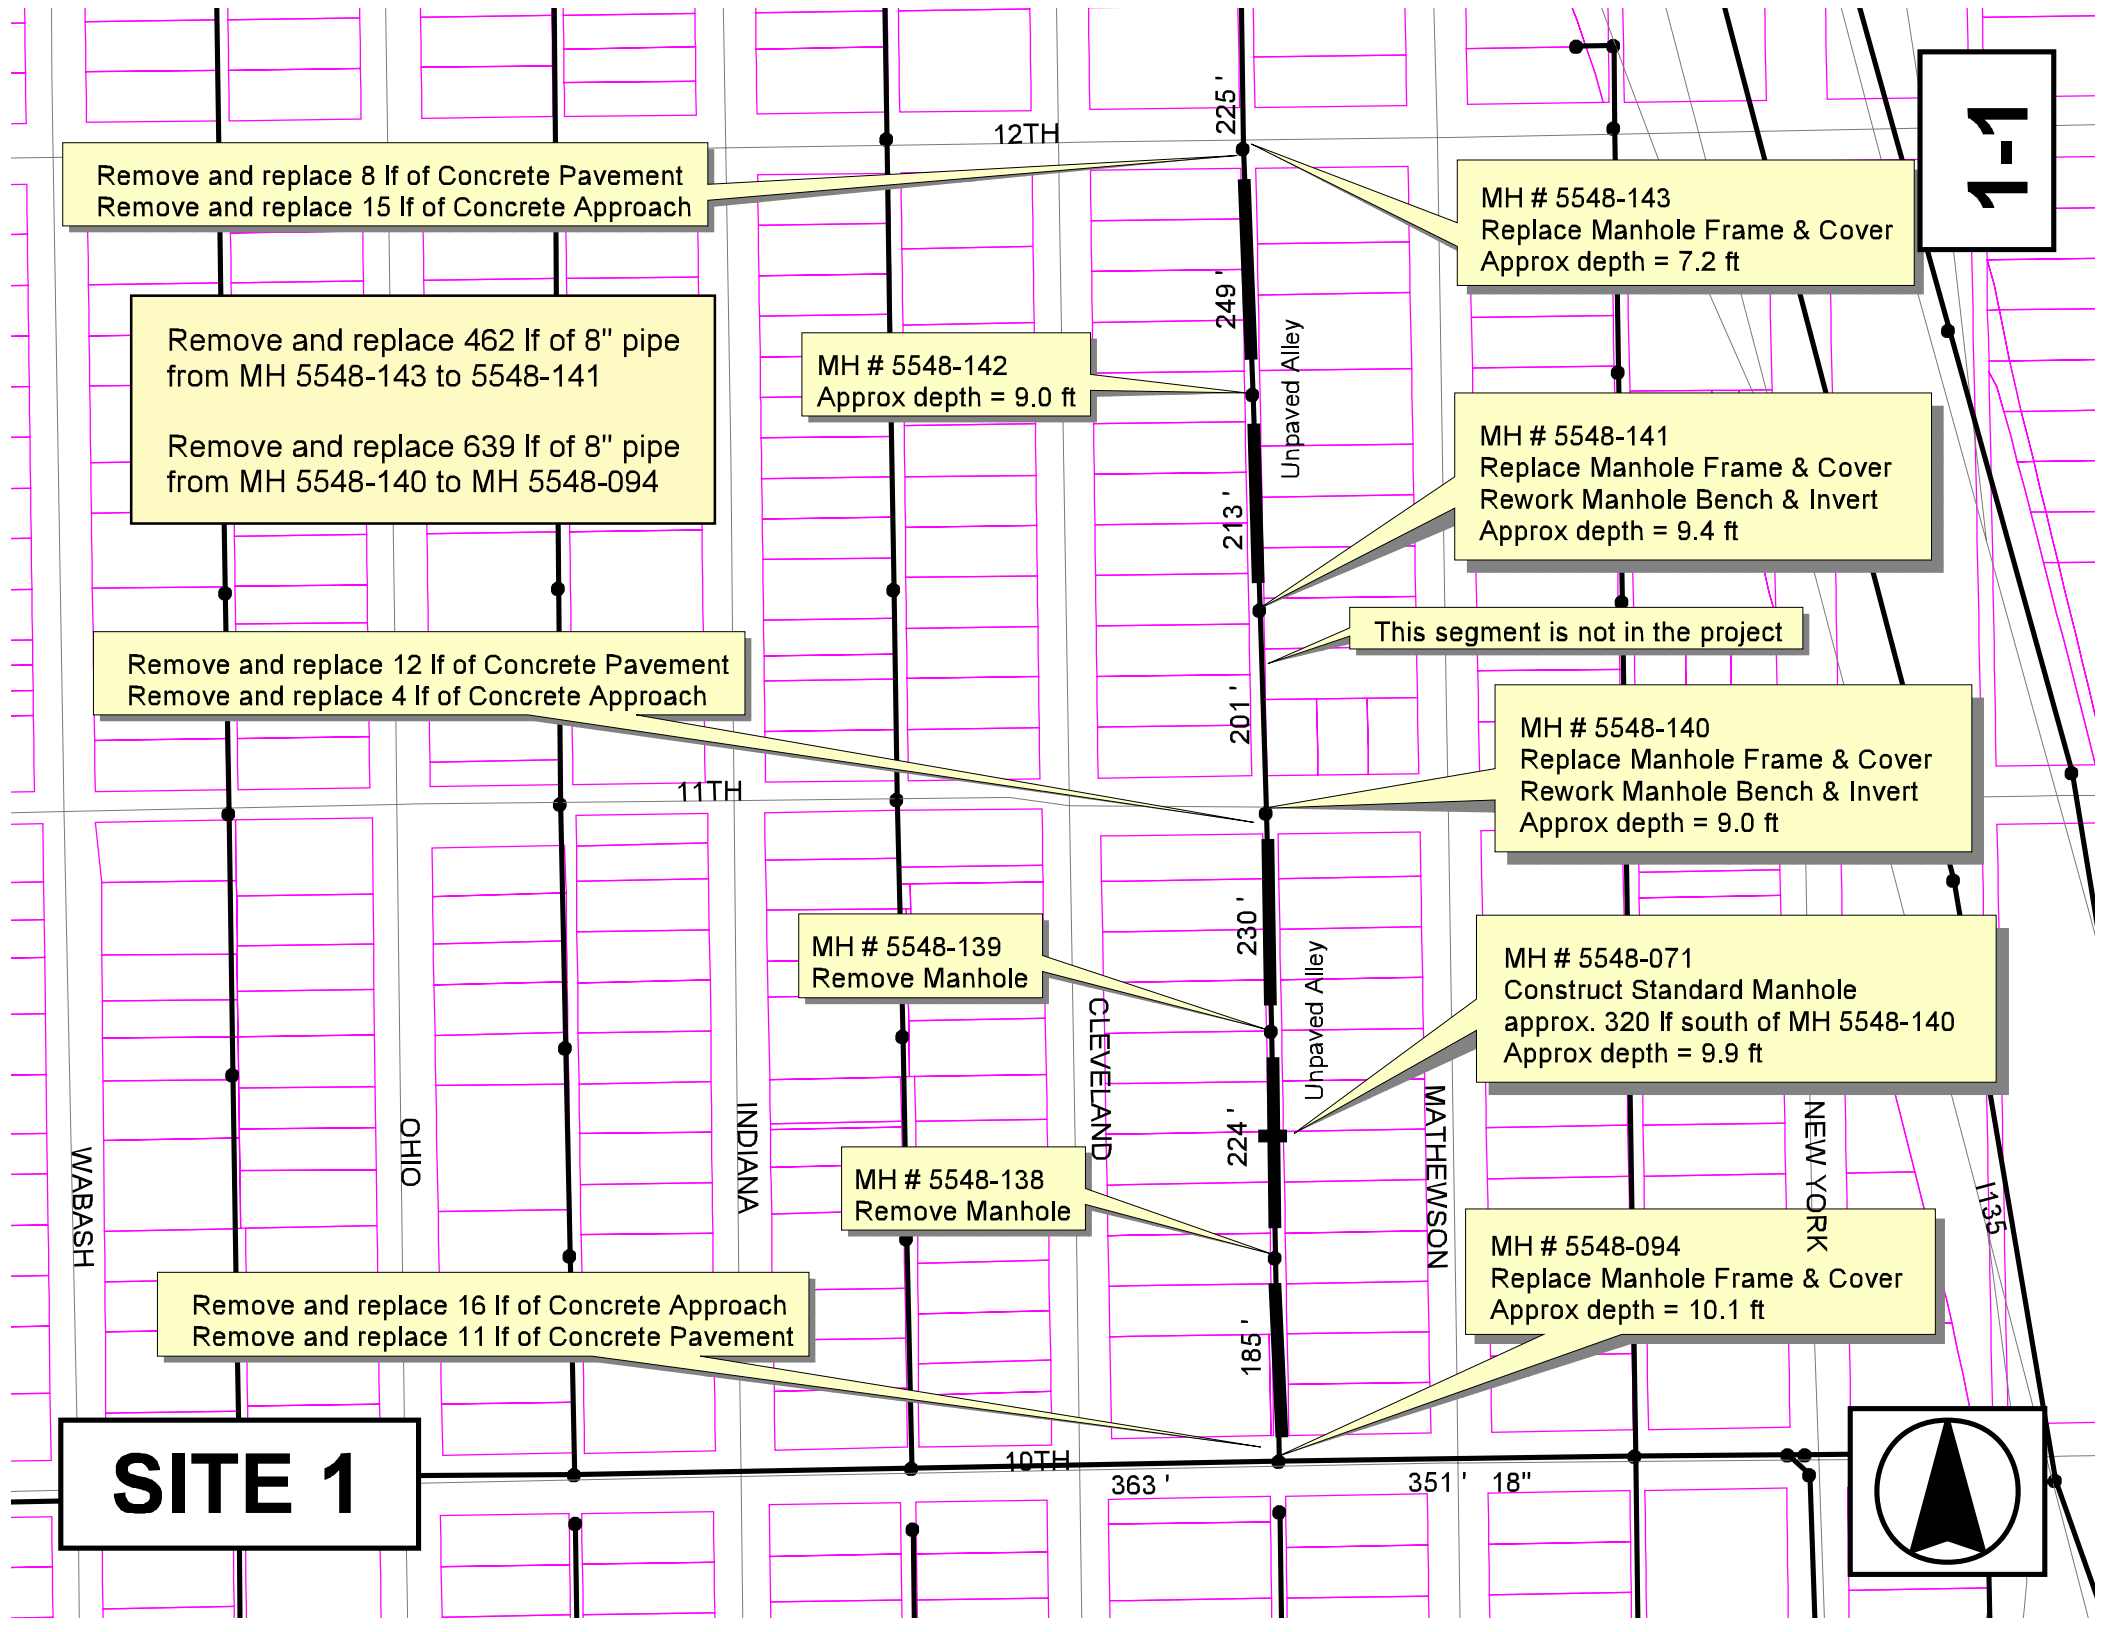 225 '
12TH
1-1
Remove and replace 8 lf of Concrete Pavement
Remove and replace 15 lf of Concrete Approach
MH # 5548-143
Replace Manhole Frame & Cover
Approx depth = 7.2 ft
249 '
Unpaved Alley
Remove and replace 462 lf of 8" pipe
from MH 5548-143 to 5548-141
Remove and replace 639 lf of 8" pipe
from MH 5548-140 to MH 5548-094
MH # 5548-142
Approx depth = 9.0 ft
MH # 5548-141
Replace Manhole Frame & Cover
Rework Manhole Bench & Invert
Approx depth = 9.4 ft
213 '
This segment is not in the project
Remove and replace 12 lf of Concrete Pavement
Remove and replace 4 lf of Concrete Approach
201 '
MH # 5548-140
Replace Manhole Frame & Cover
Rework Manhole Bench & Invert
Approx depth = 9.0 ft
11TH
230 '
Unpaved Alley
MH # 5548-139
Remove Manhole
MH # 5548-071
Construct Standard Manhole
approx. 320 lf south of MH 5548-140
Approx depth = 9.9 ft
CLEVELAND
224 '
WABASH
OHIO
INDIANA
MATHEWSON
NEW YORK
I135
MH # 5548-138
Remove Manhole
MH # 5548-094
Replace Manhole Frame & Cover
Approx depth = 10.1 ft
Remove and replace 16 lf of Concrete Approach
Remove and replace 11 lf of Concrete Pavement
185 '
SITE 1
10TH
363 '
351 ' 18"